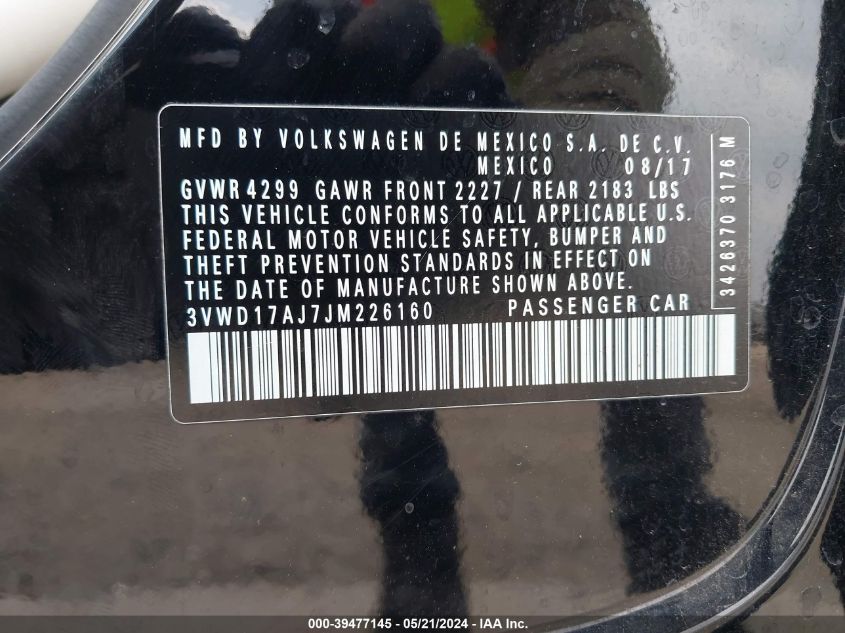 MFD BY VOLKSWAGEN DE MEXICO S.A. DE C.V.
MEXICO 08/17
GVWR 4299 GAWR FRONT 2227 / REAR 2183 LBS
THIS VEHICLE CONFORMS TO ALL APPLICABLE U.S.
FEDERAL MOTOR VEHICLE SAFETY, BUMPER AND
THEFT PREVENTION STANDARDS IN EFFECT ON
THE DATE OF MANUFACTURE SHOWN ABOVE.
3VWD17AJ7JM226160 PASSENGER CAR
3426370 3176 M
000-39477145 - 05/21/2024 - IAA Inc.